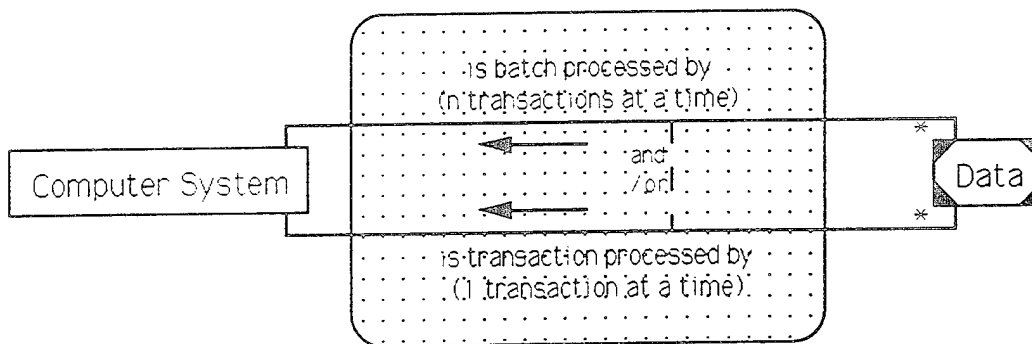 is batch processed by
(n transactions at a time)
*
Computer System
and
/or
Data
*
is transaction processed by
(1 transaction at a time)